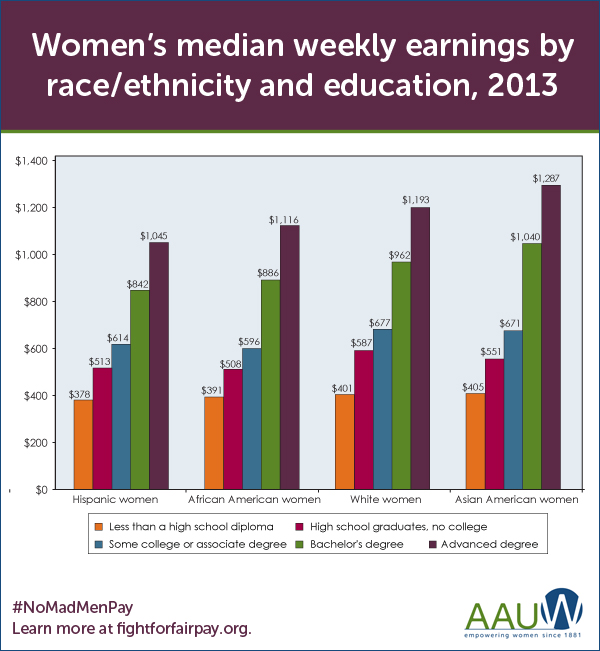 Women’s median weekly earnings by
race/ethnicity and education, 2013
$1,400
$1,200
$1,000
$800
$600
$400
$200
$0
$378
$513
$614
$842
$1,045
$391
$508
$596
$886
$1,116
$401
$587
$677
$962
$1,193
$405
$551
$671
$1,040
$1,287
Hispanic women
African American women
White women
Asian American women
Less than a high school diploma
High school graduates, no college
Some college or associate degree
Bachelor's degree
Advanced degree
#NoMadMenPay
Learn more at fightforfairpay.org.
AAUW
empowering women since 1881